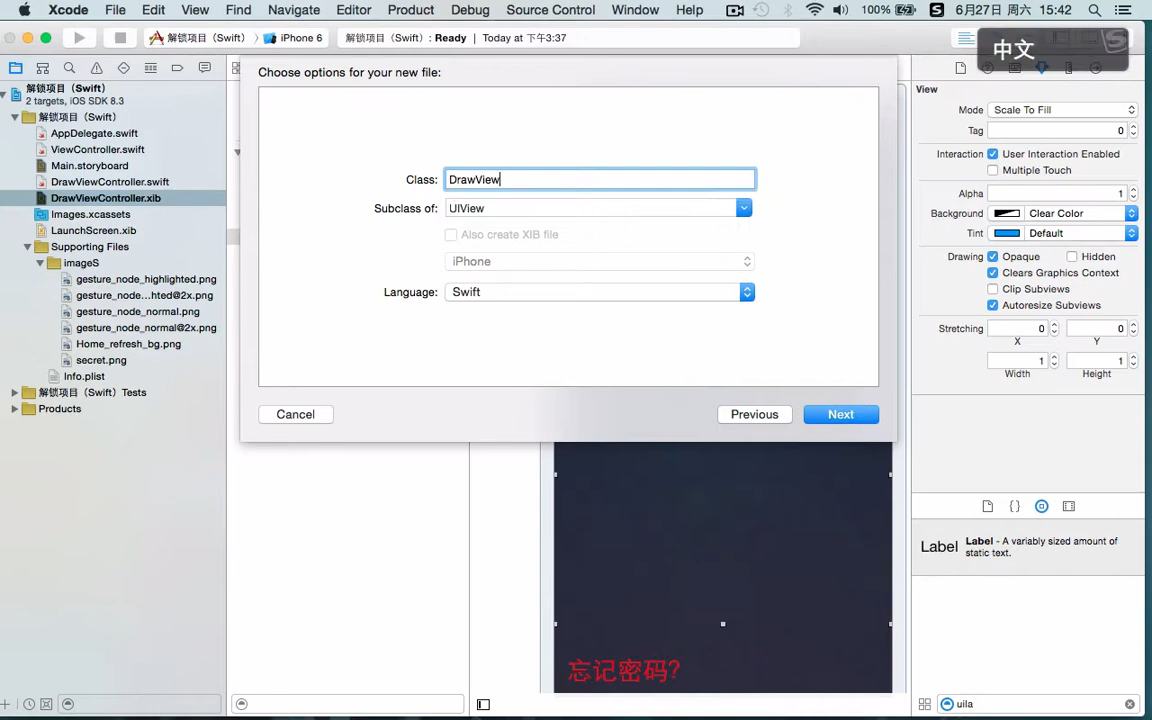 Xcode File Edit View Find Navigate Editor Product Debug Source Control Window Help 100% 6月27日 周六 15:42
解锁项目（Swift） iPhone 6 解锁项目（Swift）: Ready | Today at 下午3:37
中文
Choose options for your new file:
Class: DrawView
Subclass of: UIView
Also create XIB file
iPhone
Language: Swift
Cancel Previous Next
解锁项目（Swift）
2 targets, iOS SDK 8.3
解锁项目（Swift）
AppDelegate.swift
ViewController.swift
Main.storyboard
DrawViewController.swift
DrawViewController.xib
Images.xcassets
LaunchScreen.xib
Supporting Files
imageS
gesture_node_highlighted.png
gesture_node...hted@2x.png
gesture_node_normal.png
gesture_node_normal@2x.png
Home_refresh_bg.png
secret.png
Info.plist
解锁项目（Swift）Tests
Products
忘记密码?
View
Mode Scale To Fill
Tag 0
Interaction User Interaction Enabled
Multiple Touch
Alpha 1
Background Clear Color
Tint Default
Drawing Opaque Hidden
Clears Graphics Context
Clip Subviews
Autoresize Subviews
Stretching 0 0
X Y
1 1
Width Height
Label Label - A variably sized amount of
static text.
uila